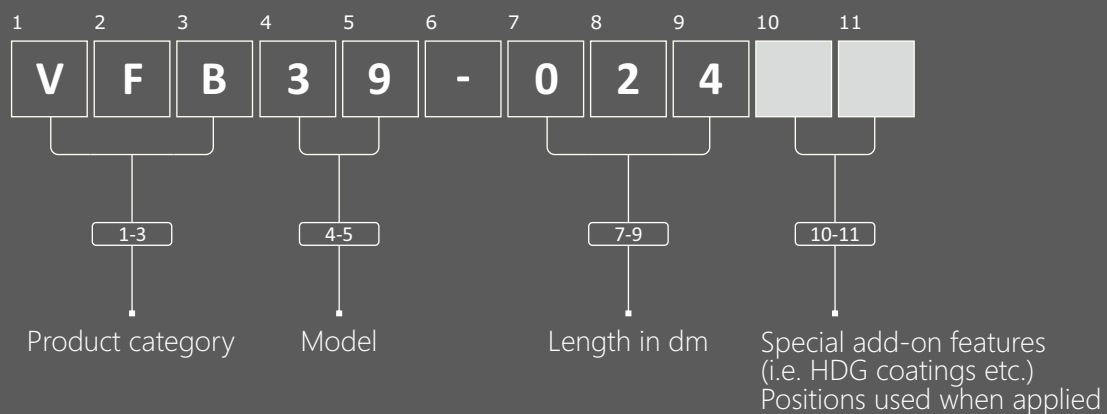 1 2 3 4 5 6 7 8 9 10 11
V F B 3 9 - 0 2 4
1-3 4-5 7-9 10-11
Product category Model Length in dm Special add-on features
(i.e. HDG coatings etc.)
Positions used when applied